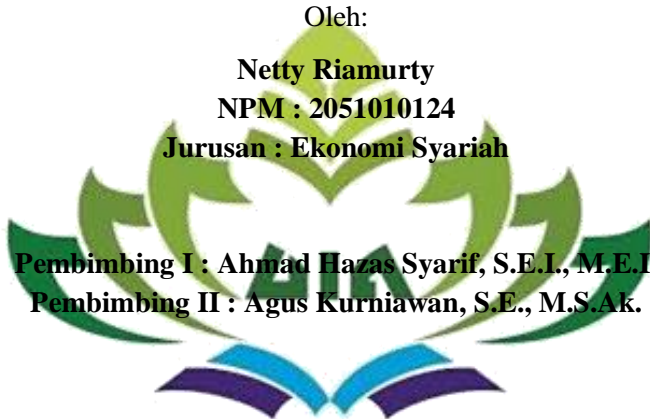 Oleh:
Netty Riamurty
NPM : 2051010124
Jurusan : Ekonomi Syariah
Pembimbing I : Ahmad Hazas Syarif, S.E.I., M.E.I
Pembimbing II : Agus Kurniawan, S.E., M.S.Ak.